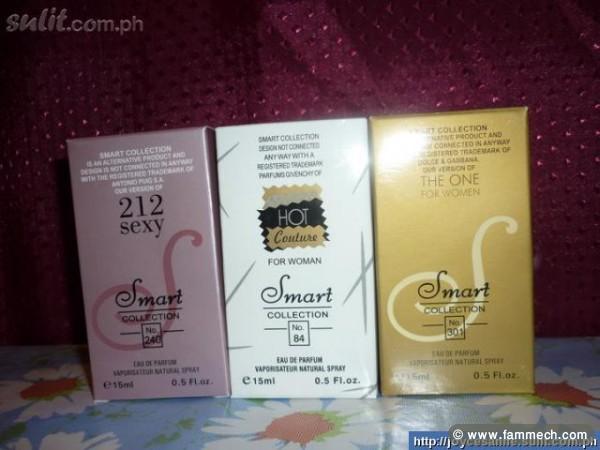 sulit.com.ph
SMART COLLECTION
IS AN ALTERNATIVE PRODUCT AND
DESIGN IS NOT CONNECTED IN ANYWAY
WITH THE REGISTERED TRADEMARK OF
ANTONIO PUIG S.A.
OUR VERSION OF
212
sexy
Smart
COLLECTION
No.
240
EAU DE PARFUM
VAPORISATEUR NATURAL SPRAY
℮15ml 0.5 Fl.oz.
SMART COLLECTION
DESIGN NOT CONNECTED
ANY WAY WITH A
REGISTERED TRADEMARK
PARFUMS GIVENCHY OF
HOT
Couture
FOR WOMAN
Smart
COLLECTION
No.
84
EAU DE PARFUM
VAPORISATEUR NATURAL SPRAY
℮15ml 0.5 Fl.oz.
SMART COLLECTION
ALTERNATIVE PRODUCT AND
NOT CONNECTED IN ANYWAY
REGISTERED TRADEMARK OF
DOLCE & GABBANA.
OUR VERSION OF
THE ONE
FOR WOMEN
Smart
COLLECTION
No.
301
EAU DE PARFUM
VAPORISATEUR NATURAL SPRAY
℮15ml 0.5 Fl.oz.
© www.fammech.com